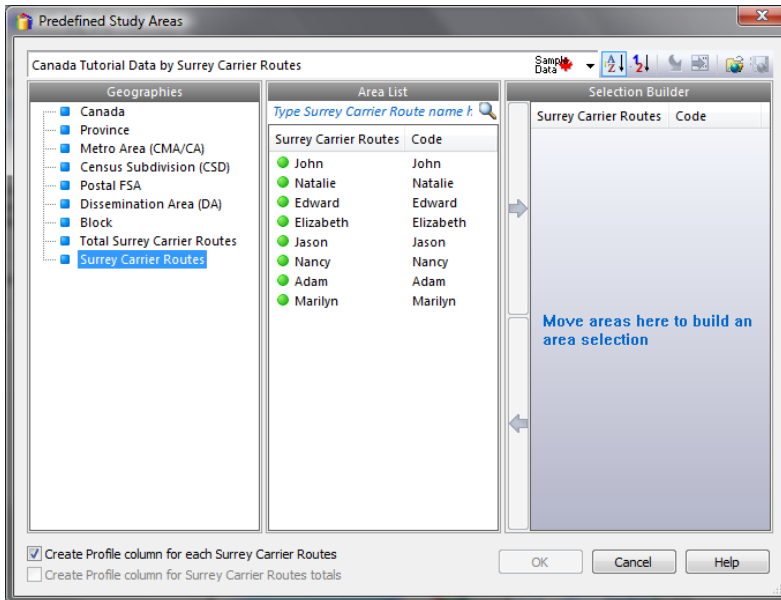 Predefined Study Areas
Canada Tutorial Data by Surrey Carrier Routes
Sample Data
Geographies
Canada
Province
Metro Area (CMA/CA)
Census Subdivision (CSD)
Postal FSA
Dissemination Area (DA)
Block
Total Surrey Carrier Routes
Surrey Carrier Routes
Area List
Type Surrey Carrier Route name h
Surrey Carrier Routes Code
John John
Natalie Natalie
Edward Edward
Elizabeth Elizabeth
Jason Jason
Nancy Nancy
Adam Adam
Marilyn Marilyn
Selection Builder
Surrey Carrier Routes Code
Move areas here to build an
area selection
Create Profile column for each Surrey Carrier Routes
Create Profile column for Surrey Carrier Routes totals
OK Cancel Help